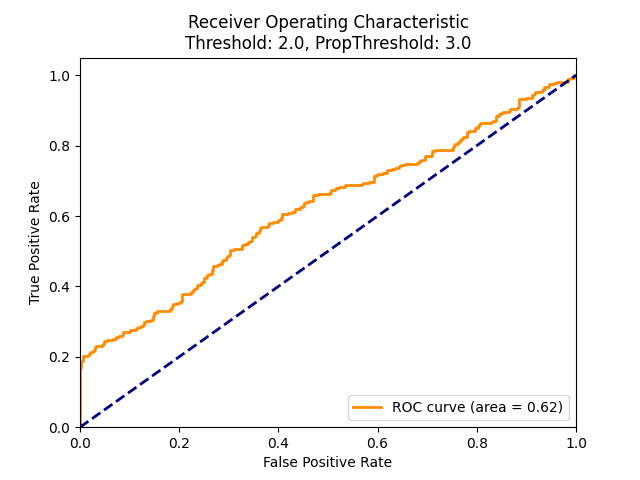 Receiver Operating Characteristic
Threshold: 2.0, PropThreshold: 3.0
1.0
0.8
0.6
0.4
0.2
0.0
True Positive Rate
ROC curve (area = 0.62)
0.0 0.2 0.4 0.6 0.8 1.0
False Positive Rate